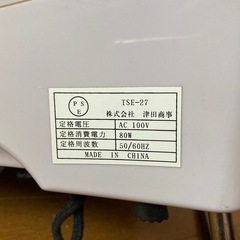 PSE
TSE-27
株式会社 津田商事
定格電圧 AC 100V
定格消費電力 80W
定格周波数 50/60HZ
MADE IN CHINA